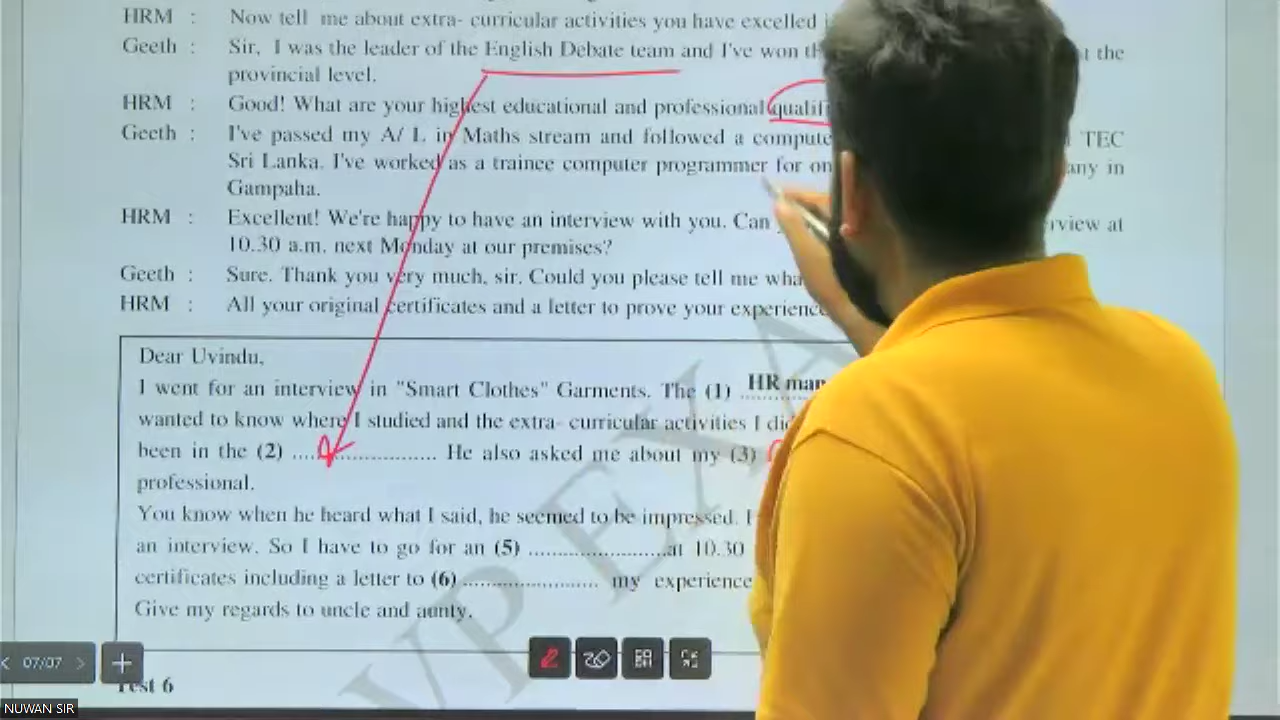 HRM : Now tell me about extra- curricular activities you have excelled
Geeth : Sir, I was the leader of the English Debate team and I've won the
provincial level.
HRM : Good! What are your highest educational and professional
Geeth : I've passed my A/ L in Maths stream and followed a TEC
Sri Lanka. I've worked as a trainee computer programmer for in
Gampaha.
HRM : Excellent! We're happy to have an interview with you. Can at
10.30 a.m. next Monday at our premises?
Geeth : Sure. Thank you very much, sir. Could you please tell me
HRM : All your original certificates and a letter to prove your experience
Dear Uvindu,
I went for an interview in "Smart Clothes" Garments. The (1) HR
wanted to know where I studied and the extra- curricular activities I
been in the (2) ........................ He also asked me about my (3)
professional.
You know when he heard what I said, he seemed to be impressed.
an interview. So I have to go for an (5) .......................at 10.30
certificates including a letter to (6) ....................... my experience
Give my regards to uncle and aunty.
07/07
Test 6
NUWAN SIR